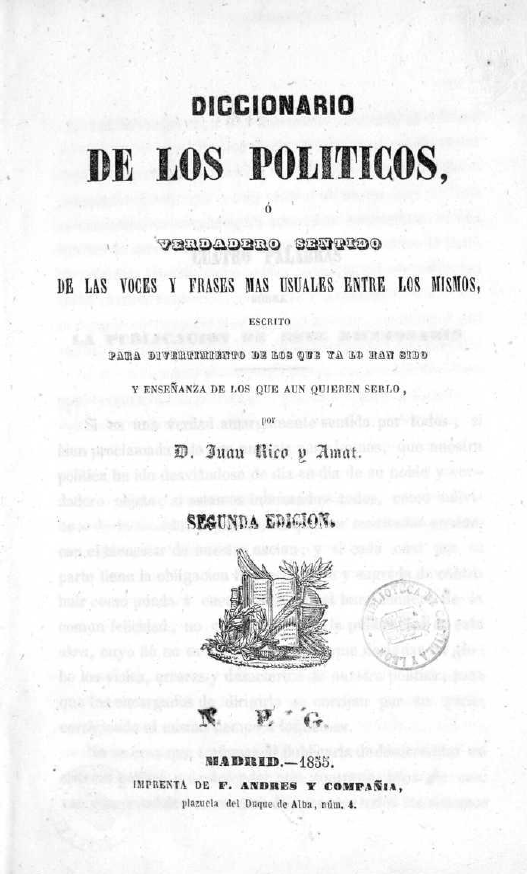 DICCIONARIO
DE LOS POLITICOS,
Ó
VERDADERO SENTIDO
DE LAS VOCES Y FRASES MAS USUALES ENTRE LOS MISMOS,
ESCRITO
PARA DIVERTIMIENTO DE LOS QUE YA LO HAN SIDO
Y ENSEÑANZA DE LOS QUE AUN QUIEREN SERLO,
por
D. Juan Rico y Amat.
SEGUNDA EDICION.
BIBLIOTECA DE
MADRID.—1855.
IMPRENTA DE F. ANDRES Y COMPAÑIA,
plazuela del Duque de Alba, núm. 4.